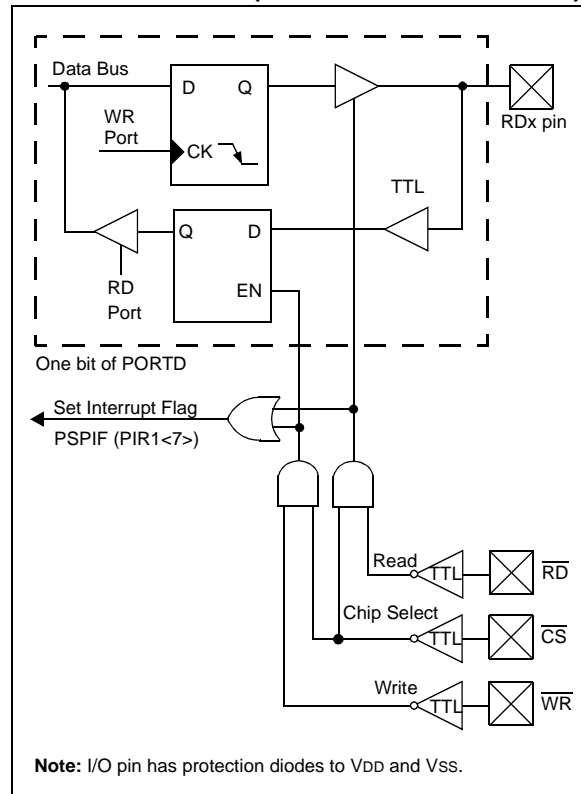 Data Bus
D Q
WR
Port
CK
RDx pin
TTL
Q D
EN
RD
Port
One bit of PORTD
Set Interrupt Flag
PSPIF (PIR1<7>)
Read
TTL
RD
Chip Select
TTL
CS
Write
TTL
WR
Note: I/O pin has protection diodes to VDD and VSS.